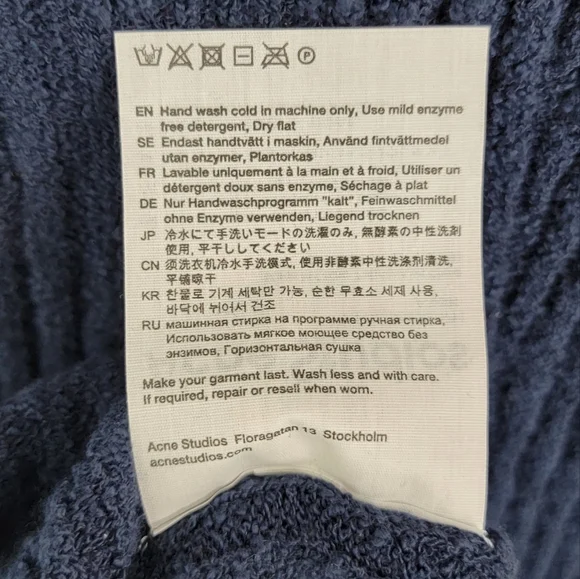 P
EN Hand wash cold in machine only, Use mild enzyme
free detergent, Dry flat
SE Endast handtvätt i maskin, Använd fintvättmedel
utan enzymer, Plantorkas
FR Lavable uniquement à la main et à froid, Utiliser un
détergent doux sans enzyme, Séchage à plat
DE Nur Handwaschprogramm "kalt", Feinwaschmittel
ohne Enzyme verwenden, Liegend trocknen
JP 冷水にて手洗いモードの洗濯のみ, 無酵素の中性洗剤
使用, 平干ししてください
CN 须洗衣机冷水手洗模式, 使用非酵素中性洗涤剂清洗,
平铺晾干
KR 찬물로 기계 세탁만 가능, 순한 무효소 세제 사용,
바닥에 뉘어서 건조
RU машинная стирка на программе ручная стирка,
Использовать мягкое моющее средство без
энзимов, Горизонтальная сушка
Make your garment last. Wash less and with care.
If required, repair or resell when worn.
Acne Studios Floragatan 13 Stockholm
acnestudios.com